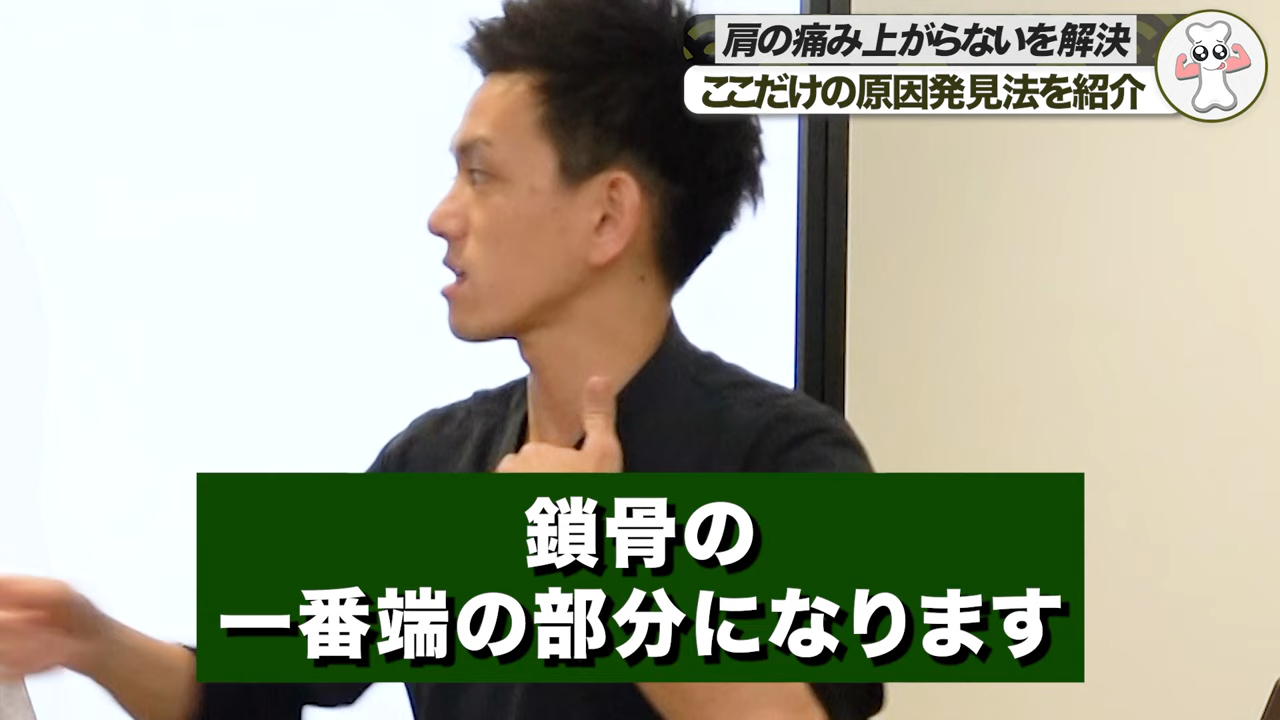 肩の痛み上がらないを解決
ここだけの原因発見法を紹介
鎖骨の
一番端の部分になります